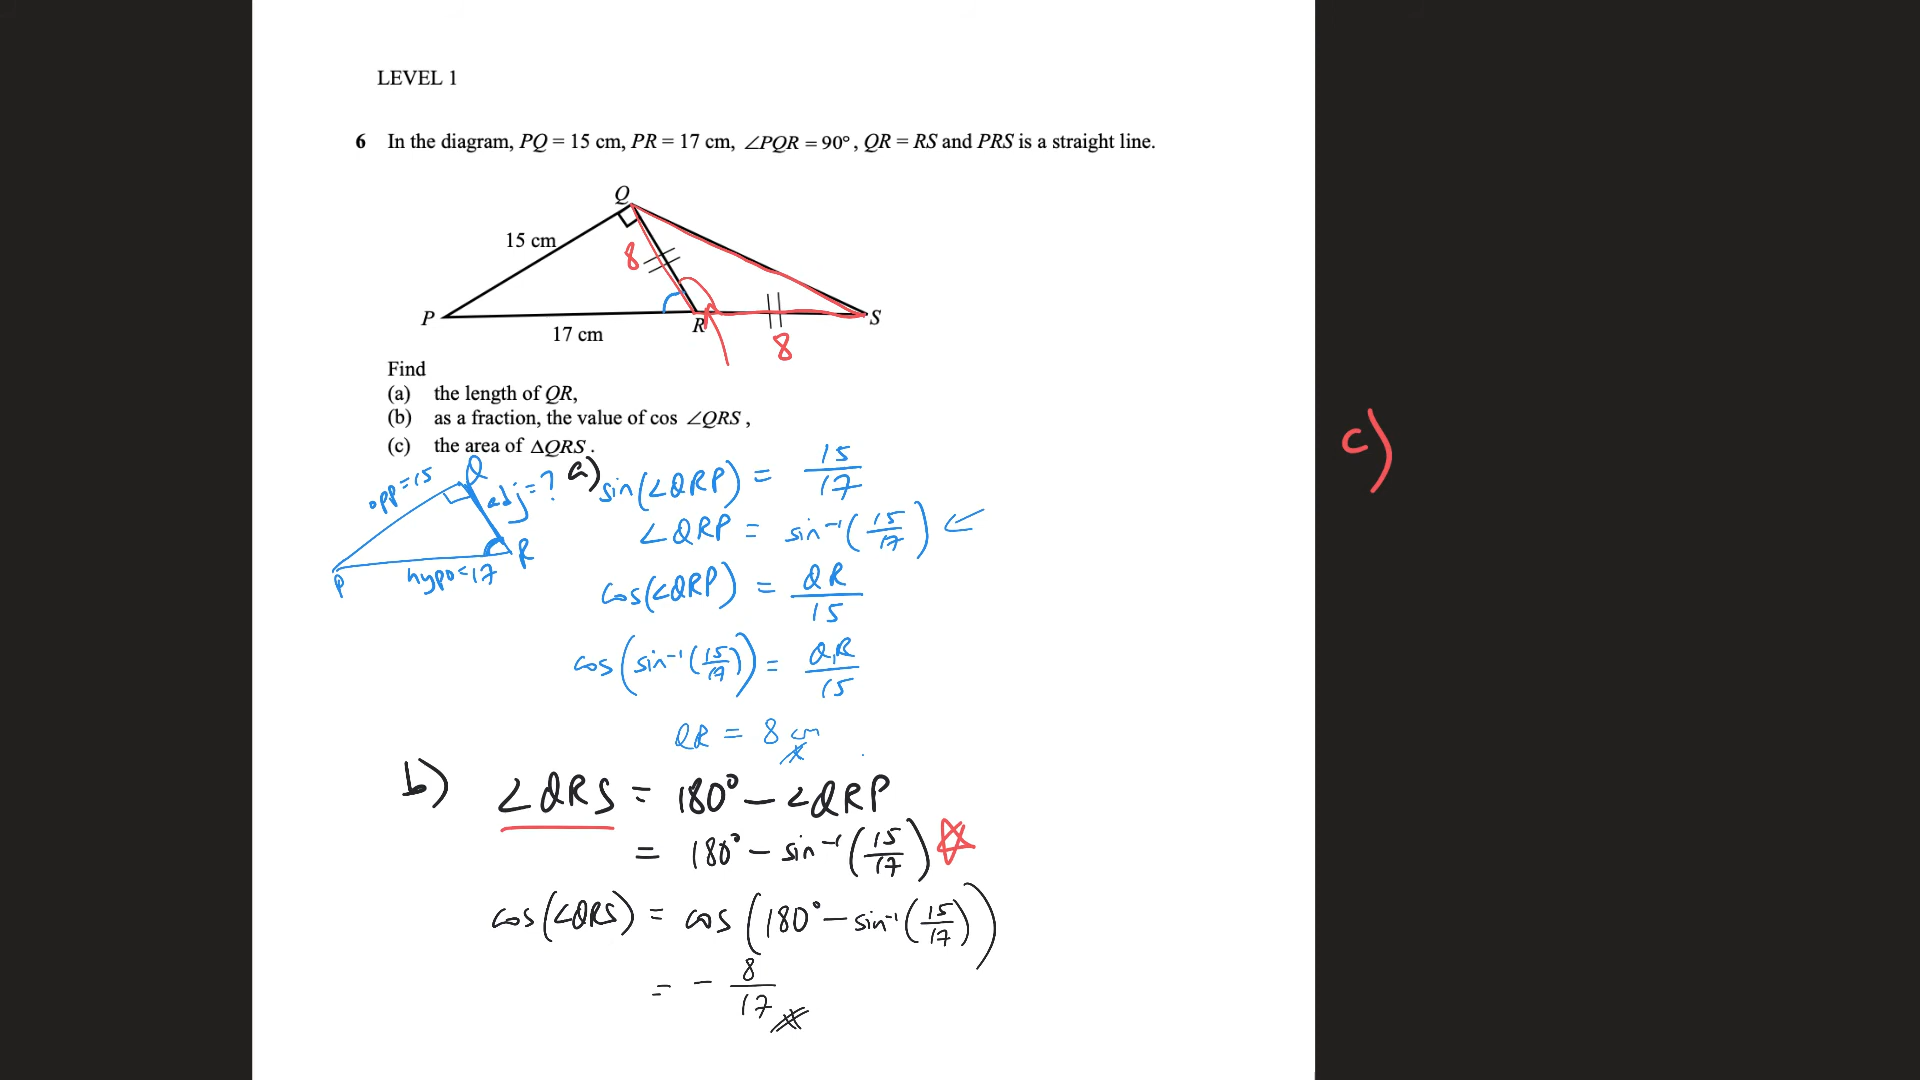 LEVEL 1
6 In the diagram, PQ = 15 cm, PR = 17 cm, ∠PQR = 90°, QR = RS and PRS is a straight line.
Q
15 cm
8
P
R
S
17 cm
8
Find
(a) the length of QR,
(b) as a fraction, the value of cos ∠QRS,
(c) the area of ΔQRS.
c)
opp=15
Q
adj=?
P
hypo=17
R
a) sin(∠QRP) = 15/17
∠QRP = sin⁻¹(15/17) ←
cos(∠QRP) = QR/15
cos(sin⁻¹(15/17)) = QR/15
QR = 8 cm
b) ∠QRS = 180° − ∠QRP
= 180° − sin⁻¹(15/17)
cos(∠QRS) = cos(180° − sin⁻¹(15/17))
= − 8/17